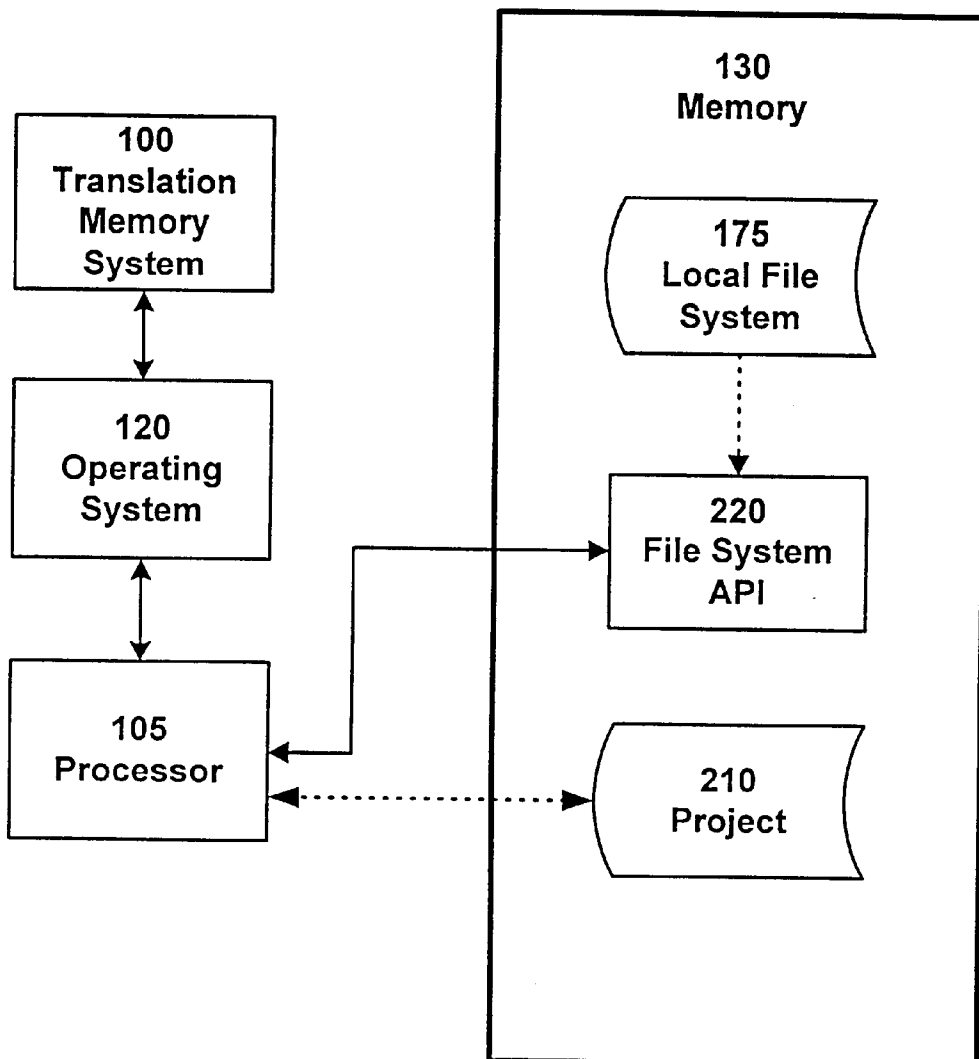 100
Translation
Memory
System
120
Operating
System
105
Processor
130
Memory
175
Local File
System
220
File System
API
210
Project